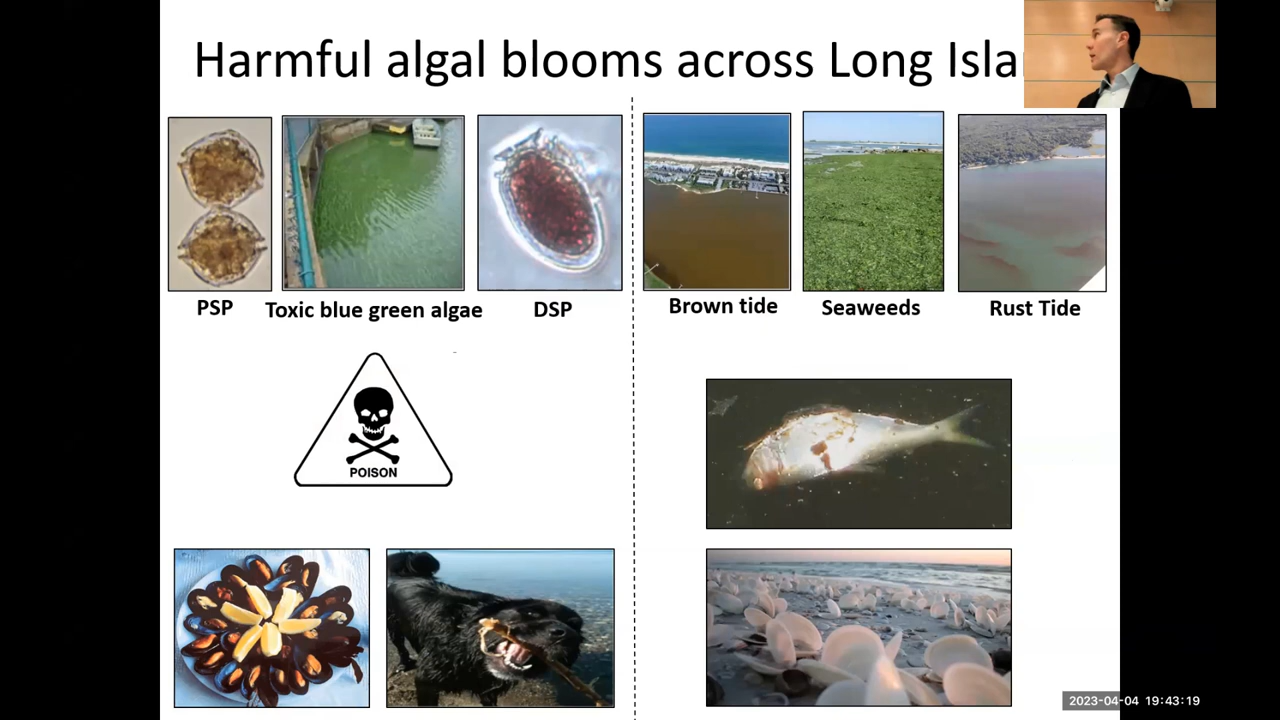 Harmful algal blooms across Long Isla
PSP
Toxic blue green algae
DSP
Brown tide
Seaweeds
Rust Tide
POISON
2023-04-04 19:43:19